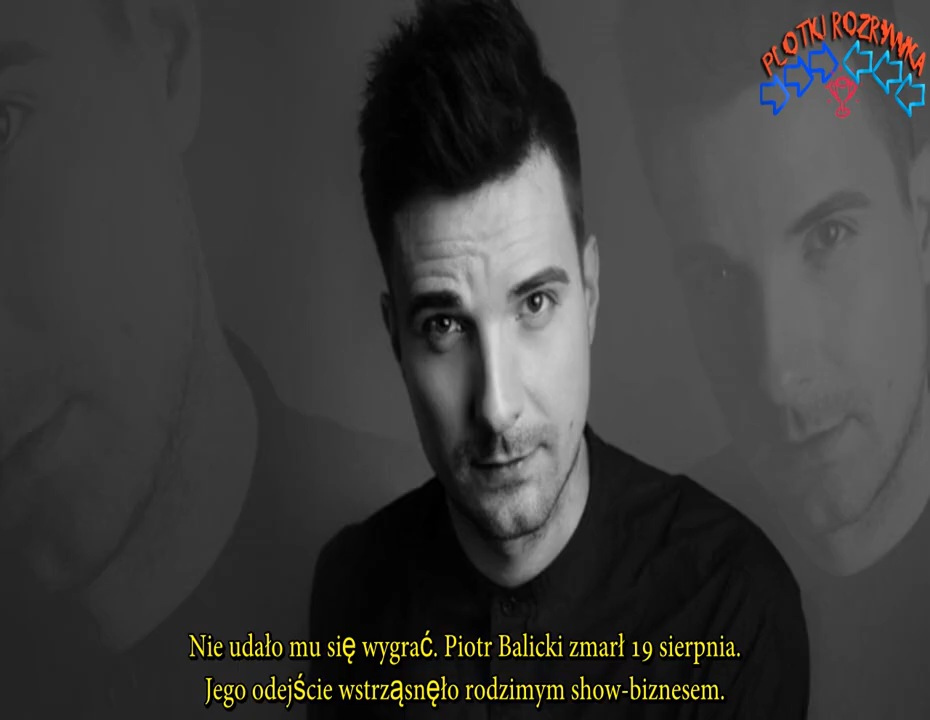 PLOTKI ROZRYWKA
Nie udało mu się wygrać. Piotr Balicki zmarł 19 sierpnia.
Jego odejście wstrząsnęło rodzimym show-biznesem.